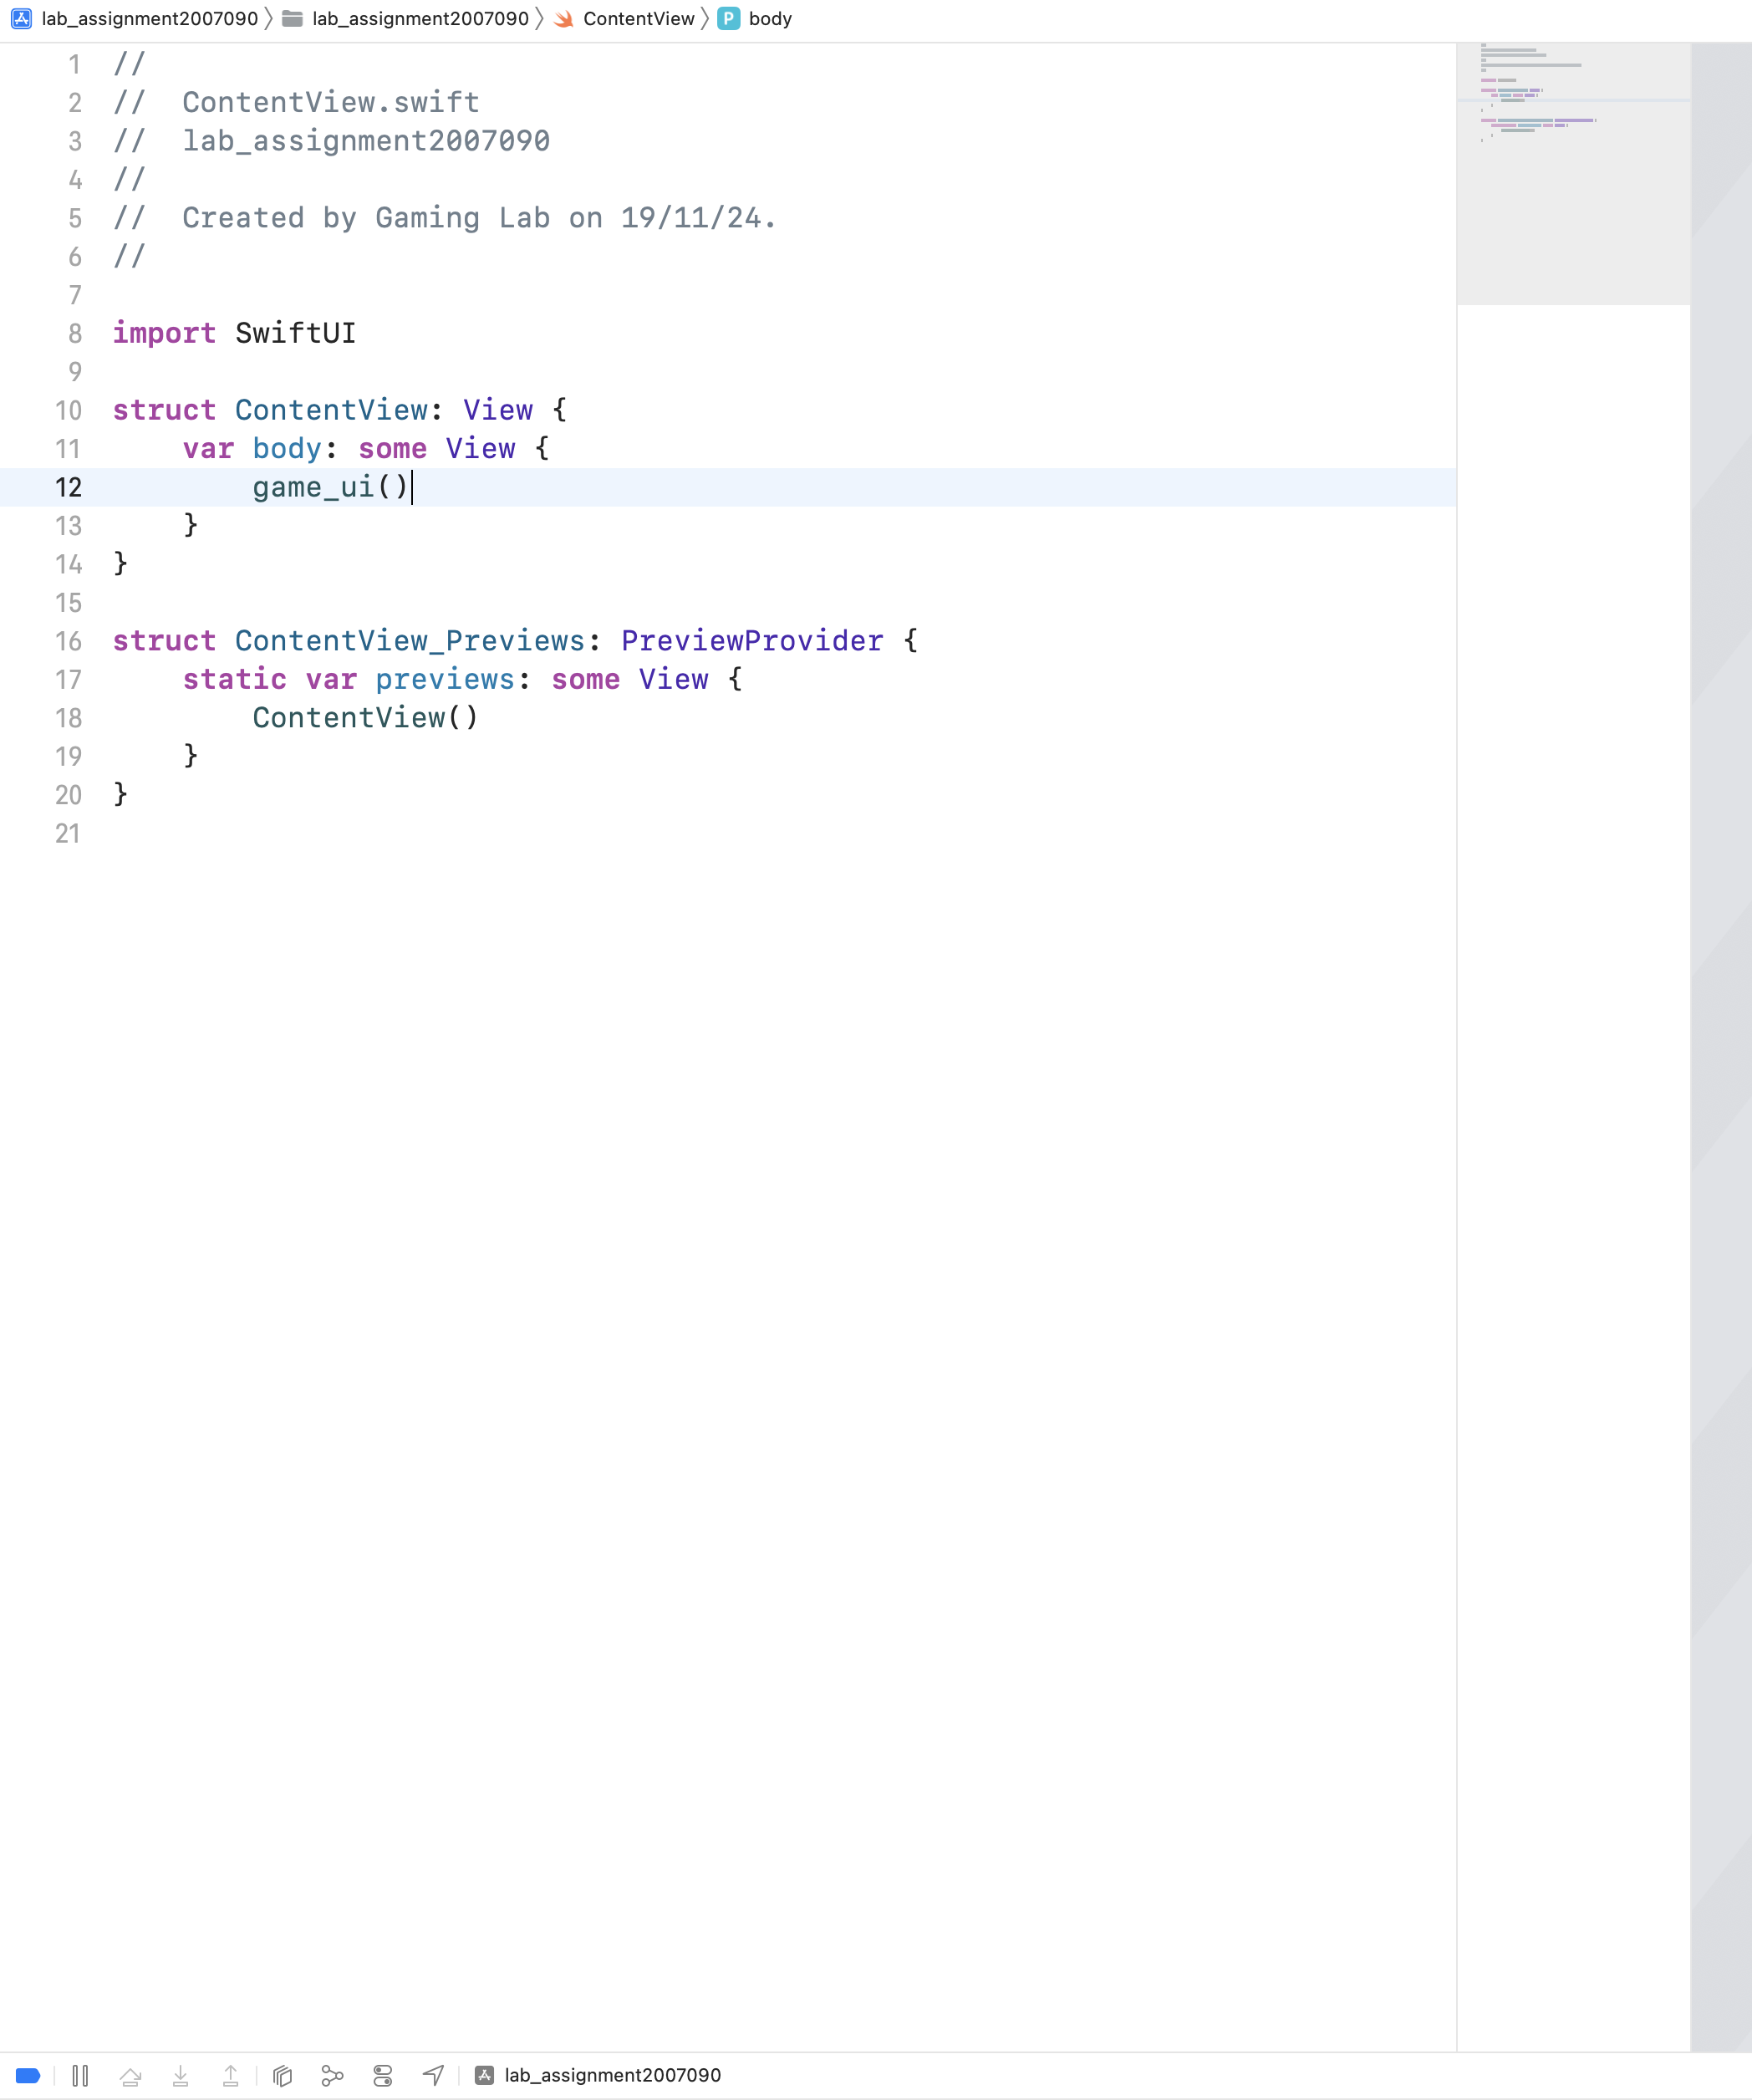 lab_assignment2007090 〉 lab_assignment2007090 〉 ContentView 〉 P body
1 //
2 //  ContentView.swift
3 //  lab_assignment2007090
4 //
5 //  Created by Gaming Lab on 19/11/24.
6 //
7
8 import SwiftUI
9
10 struct ContentView: View {
11     var body: some View {
12         game_ui()
13     }
14 }
15
16 struct ContentView_Previews: PreviewProvider {
17     static var previews: some View {
18         ContentView()
19     }
20 }
21
lab_assignment2007090